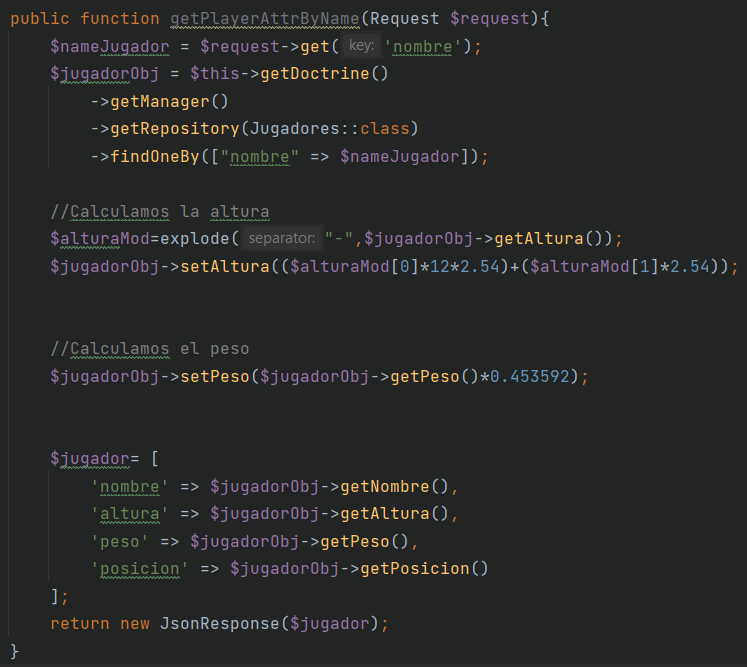 public function getPlayerAttrByName(Request $request){
    $nameJugador = $request->get( key: 'nombre');
    $jugadorObj = $this->getDoctrine()
        ->getManager()
        ->getRepository(Jugadores::class)
        ->findOneBy(["nombre" => $nameJugador]);
    //Calculamos la altura
    $alturaMod=explode( separator: "-",$jugadorObj->getAltura());
    $jugadorObj->setAltura(($alturaMod[0]*12*2.54)+($alturaMod[1]*2.54));
    //Calculamos el peso
    $jugadorObj->setPeso($jugadorObj->getPeso()*0.453592);
    $jugador= [
        'nombre' => $jugadorObj->getNombre(),
        'altura' => $jugadorObj->getAltura(),
        'peso' => $jugadorObj->getPeso(),
        'posicion' => $jugadorObj->getPosicion()
    ];
    return new JsonResponse($jugador);
}